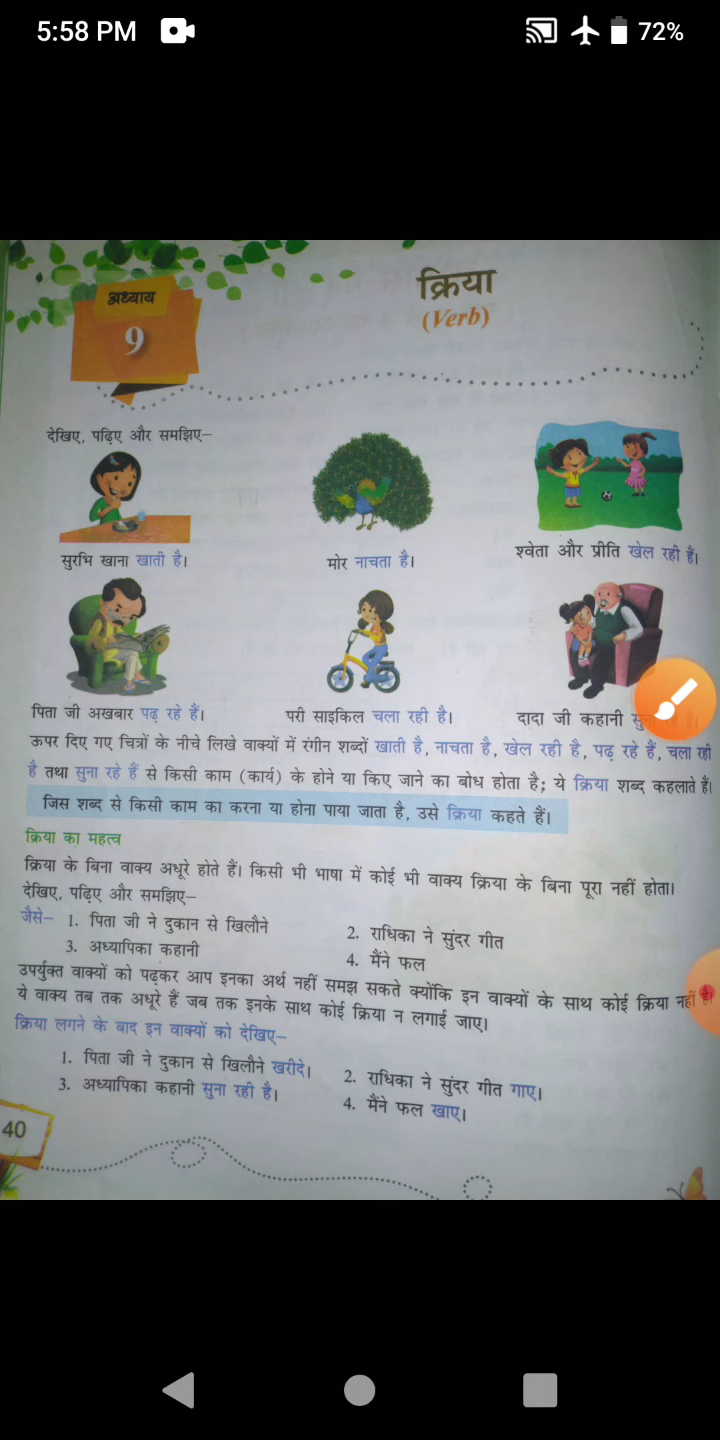 5:58 PM
72%
अध्याय
9
क्रिया
(Verb)
देखिए, पढ़िए और समझिए–
सुरभि खाना खाती है।
मोर नाचता है।
श्वेता और प्रीति खेल रही हैं।
पिता जी अखबार पढ़ रहे हैं।
परी साइकिल चला रही है।
दादा जी कहानी
ऊपर दिए गए चित्रों के नीचे लिखे वाक्यों में रंगीन शब्दों खाती है, नाचता है, खेल रही है, पढ़ रहे हैं, चला रही
है तथा सुना रहे हैं से किसी काम (कार्य) के होने या किए जाने का बोध होता है; ये क्रिया शब्द कहलाते हैं।
जिस शब्द से किसी काम का करना या होना पाया जाता है, उसे क्रिया कहते हैं।
क्रिया का महत्व
क्रिया के बिना वाक्य अधूरे होते हैं। किसी भी भाषा में कोई भी वाक्य क्रिया के बिना पूरा नहीं होता।
देखिए, पढ़िए और समझिए–
जैसे– 1. पिता जी ने दुकान से खिलौने
2. राधिका ने सुंदर गीत
3. अध्यापिका कहानी
4. मैंने फल
उपर्युक्त वाक्यों को पढ़कर आप इनका अर्थ नहीं समझ सकते क्योंकि इन वाक्यों के साथ कोई क्रिया नहीं है।
ये वाक्य तब तक अधूरे हैं जब तक इनके साथ कोई क्रिया न लगाई जाए।
क्रिया लगने के बाद इन वाक्यों को देखिए–
1. पिता जी ने दुकान से खिलौने खरीदे।
2. राधिका ने सुंदर गीत गाए।
3. अध्यापिका कहानी सुना रही है।
4. मैंने फल खाए।
40